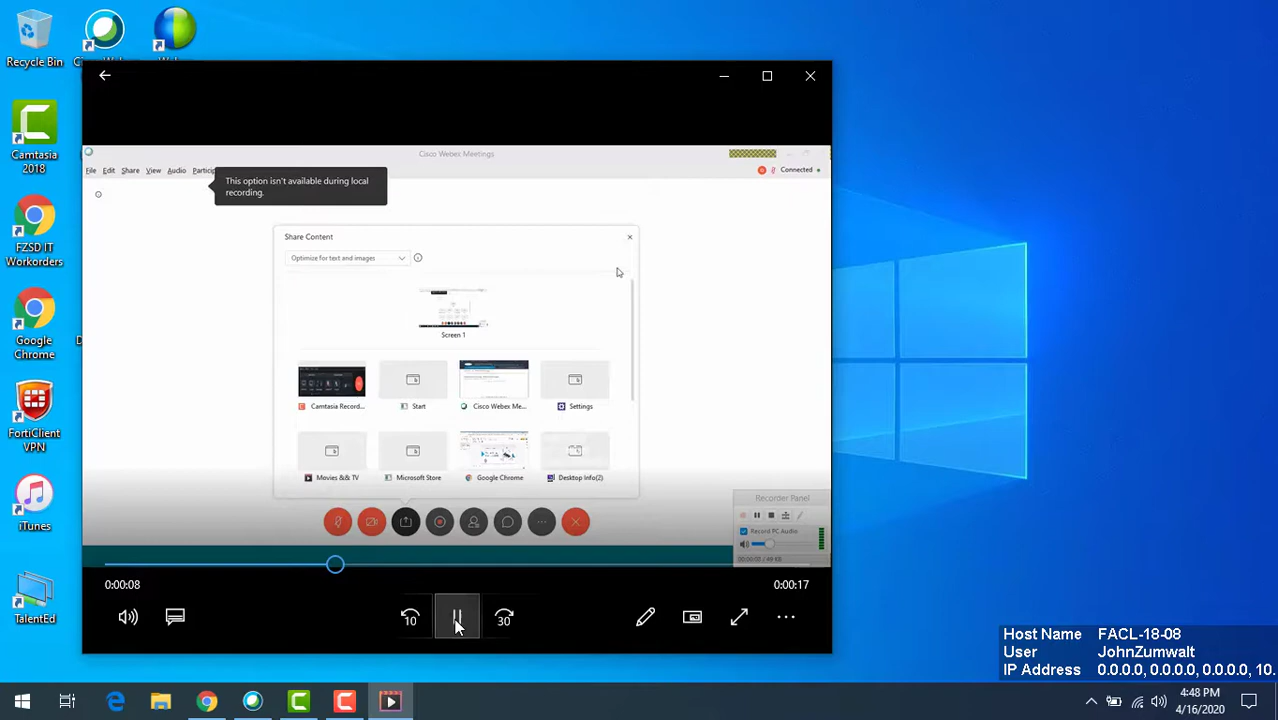 Recycle Bin
Camtasia
2018
FZSD IT
Workorders
Google
Chrome
FortiClient
VPN
iTunes
TalentEd
Cisco Webex Meetings
File Edit Share View Audio
Connected
This option isn't available during local
recording.
Share Content
Optimize for text and images
Screen 1
Camtasia Record...
Start
Cisco Webex Me...
Settings
Movies && TV
Microsoft Store
Google Chrome
Desktop Info(2)
Recorder Panel
Record PC Audio
0:00:08
0:00:17
10
30
Host Name FACL-18-08
User JohnZumwalt
IP Address 0.0.0.0, 0.0.0.0, 0.0.0.0, 10.
4:48 PM
4/16/2020